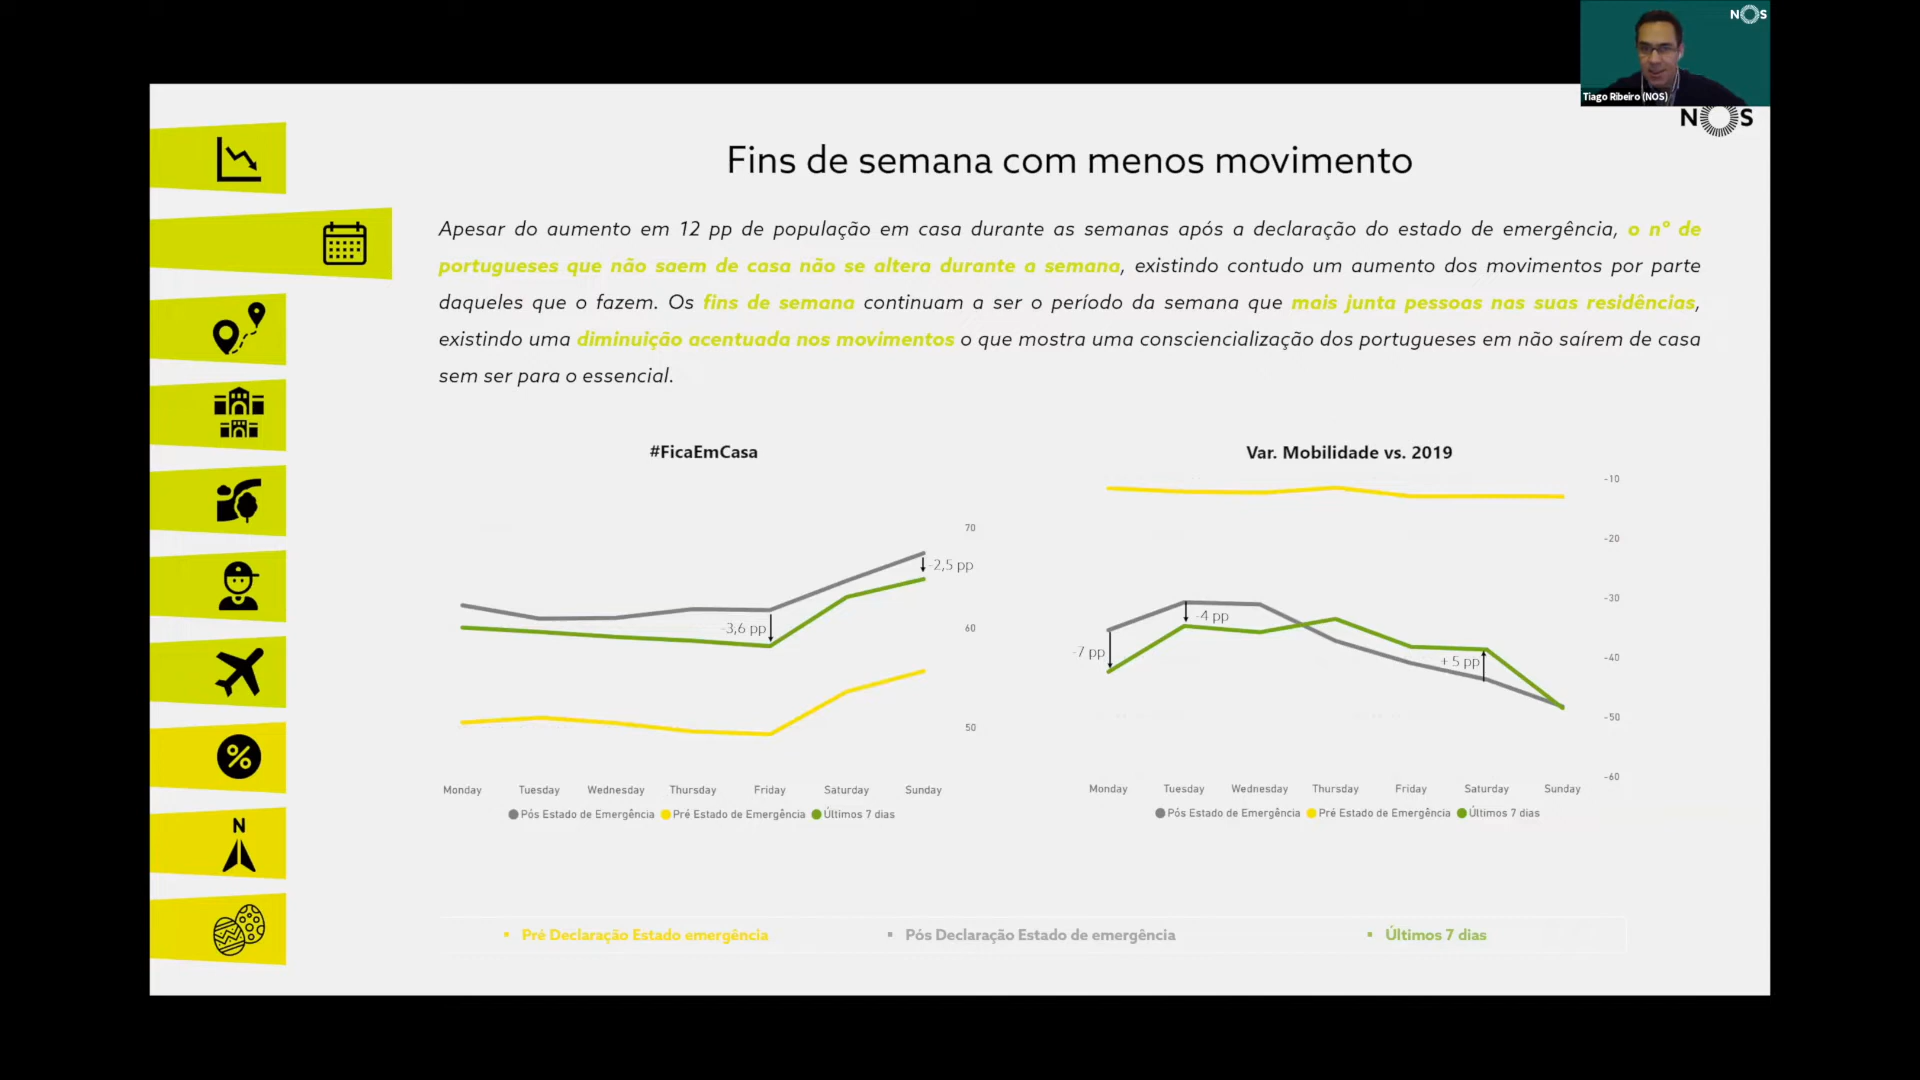 NOS
Tiago Ribeiro (NOS)
NOS
Fins de semana com menos movimento
Apesar do aumento em 12 pp de população em casa durante as semanas após a declaração do estado de emergência, o nº de
portugueses que não saem de casa não se altera durante a semana, existindo contudo um aumento dos movimentos por parte
daqueles que o fazem. Os fins de semana continuam a ser o período da semana que mais junta pessoas nas suas residências,
existindo uma diminuição acentuada nos movimentos o que mostra uma consciencialização dos portugueses em não saírem de casa
sem ser para o essencial.
#FicaEmCasa
70
-2,5 pp
-3,6 pp
60
50
Monday Tuesday Wednesday Thursday Friday Saturday Sunday
Pós Estado de Emergência Pré Estado de Emergência Últimos 7 dias
Var. Mobilidade vs. 2019
-10
-20
-30
-4 pp
-7 pp
+ 5 pp
-40
-50
-60
Monday Tuesday Wednesday Thursday Friday Saturday Sunday
Pós Estado de Emergência Pré Estado de Emergência Últimos 7 dias
%
N
▪ Pré Declaração Estado emergência ▪ Pós Declaração Estado de emergência ▪ Últimos 7 dias